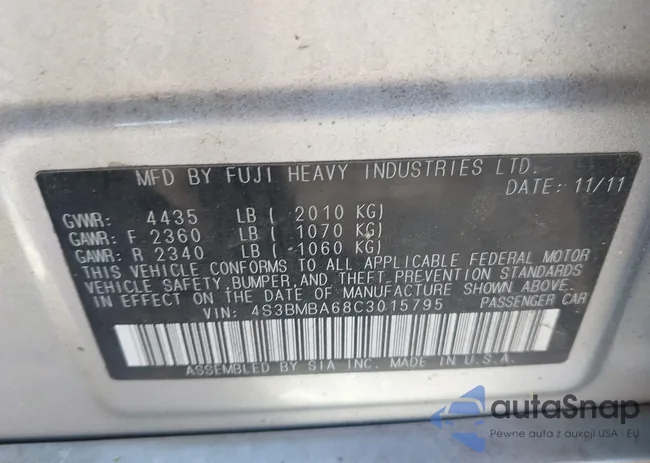 MFD BY FUJI HEAVY INDUSTRIES LTD.
DATE: 11/11
GVWR: 4435 LB ( 2010 KG)
GAWR: F 2360 LB ( 1070 KG)
GAWR: R 2340 LB ( 1060 KG)
THIS VEHICLE CONFORMS TO ALL APPLICABLE FEDERAL MOTOR
VEHICLE SAFETY, BUMPER, AND THEFT PREVENTION STANDARDS
IN EFFECT ON THE DATE OF MANUFACTURE SHOWN ABOVE.
VIN: 4S3BMBA68C3015795 PASSENGER CAR
ASSEMBLED BY SIA INC. MADE IN U.S.A.
autaSnap
Pewne auta z aukcji USA i EU